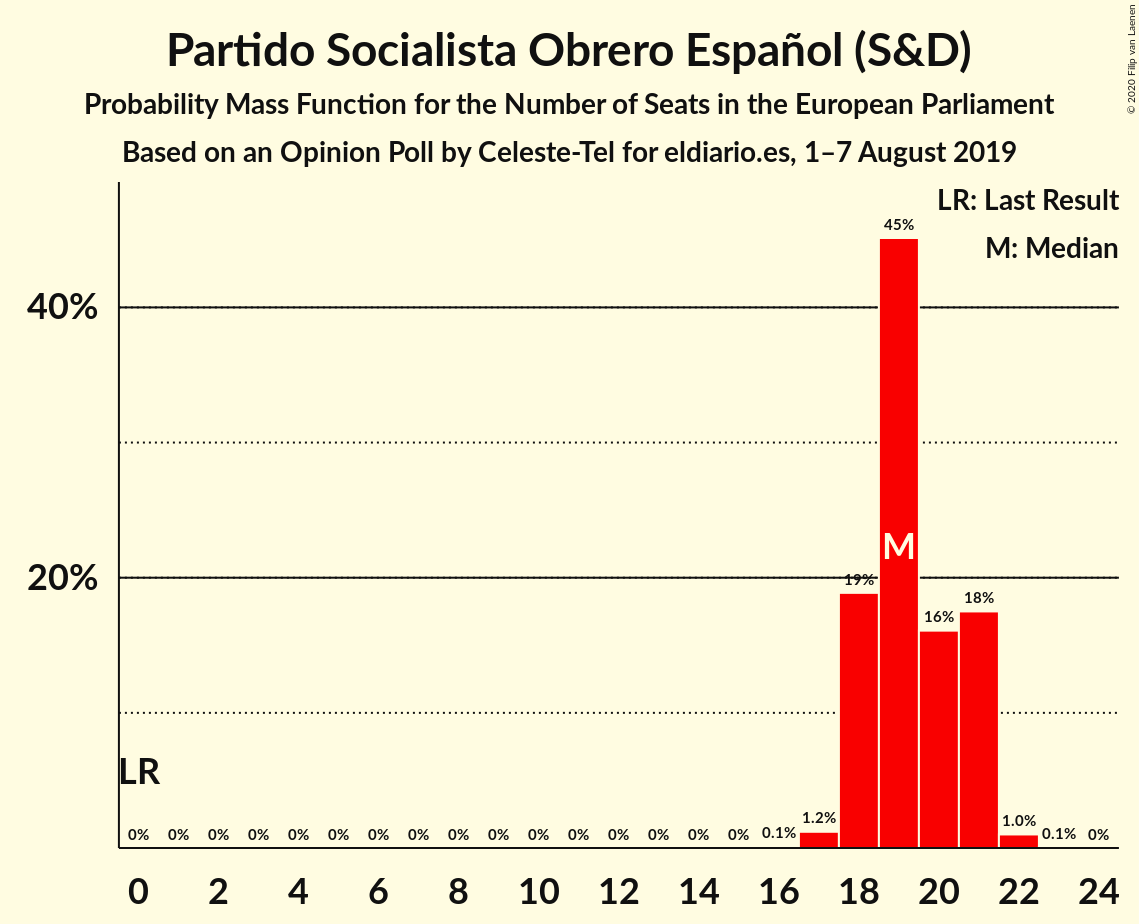 Partido Socialista Obrero Español (S&D)
Probability Mass Function for the Number of Seats in the European Parliament
Based on an Opinion Poll by Celeste-Tel for eldiario.es, 1–7 August 2019
© 2020 Filip van Laenen
LR: Last Result
M: Median
45%
40%
M
20%
19%
18%
16%
LR
0% 0% 0% 0% 0% 0% 0% 0% 0% 0% 0% 0% 0% 0% 0% 0% 0.1% 1.2% 1.0% 0.1% 0%
0 2 4 6 8 10 12 14 16 18 20 22 24